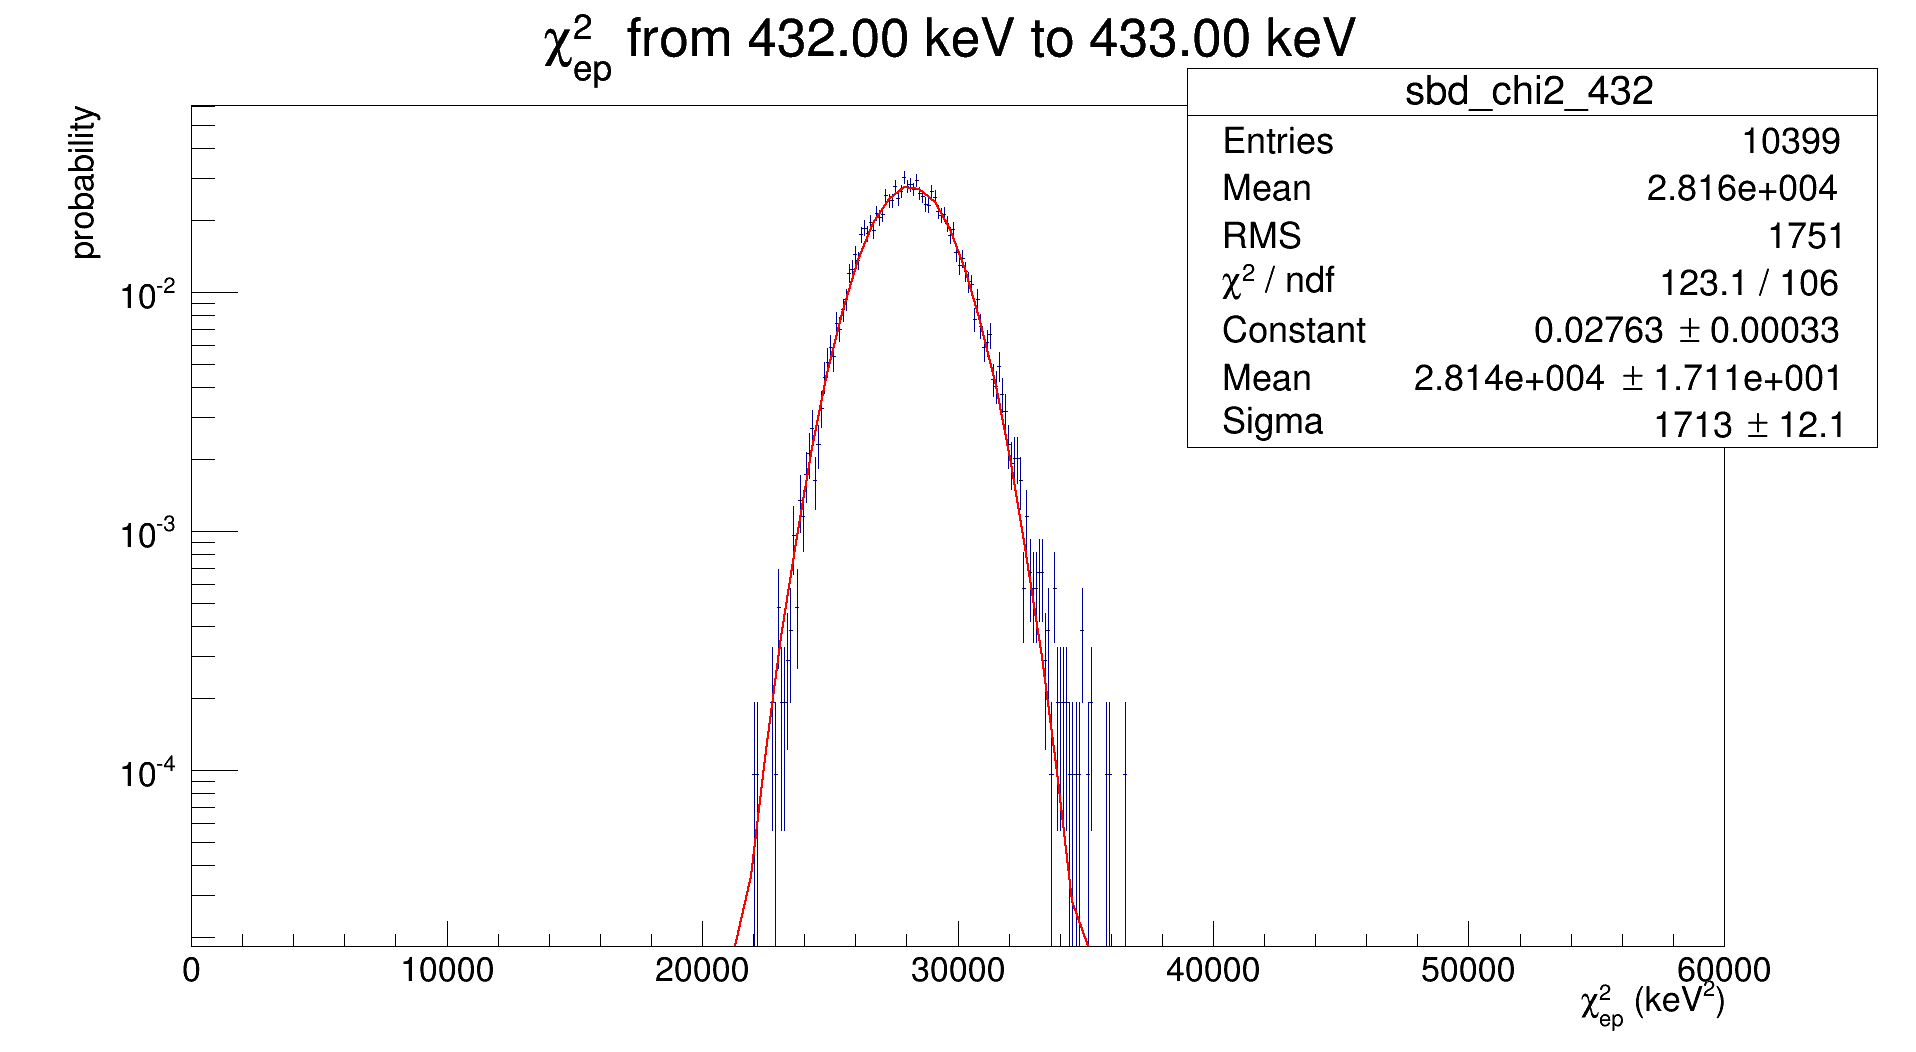 χ²ep from 432.00 keV to 433.00 keV
sbd_chi2_432
Entries 10399
Mean 2.816e+004
RMS 1751
χ² / ndf 123.1 / 106
Constant 0.02763 ± 0.00033
Mean 2.814e+004 ± 1.711e+001
Sigma 1713 ± 12.1
probability
10⁻²
10⁻³
10⁻⁴
0 10000 20000 30000 40000 50000 60000
χ²ep (keV²)